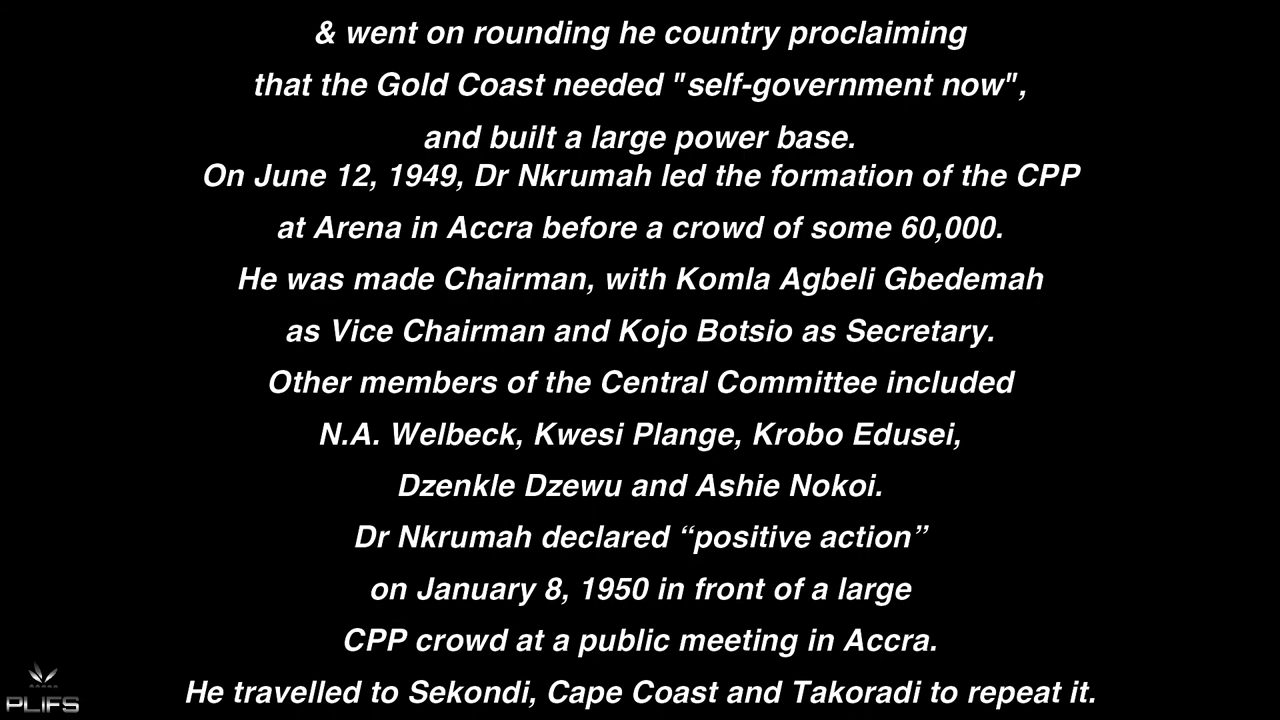 & went on rounding he country proclaiming
that the Gold Coast needed "self-government now",
and built a large power base.
On June 12, 1949, Dr Nkrumah led the formation of the CPP
at Arena in Accra before a crowd of some 60,000.
He was made Chairman, with Komla Agbeli Gbedemah
as Vice Chairman and Kojo Botsio as Secretary.
Other members of the Central Committee included
N.A. Welbeck, Kwesi Plange, Krobo Edusei,
Dzenkle Dzewu and Ashie Nokoi.
Dr Nkrumah declared “positive action”
on January 8, 1950 in front of a large
CPP crowd at a public meeting in Accra.
He travelled to Sekondi, Cape Coast and Takoradi to repeat it.
PLIFS